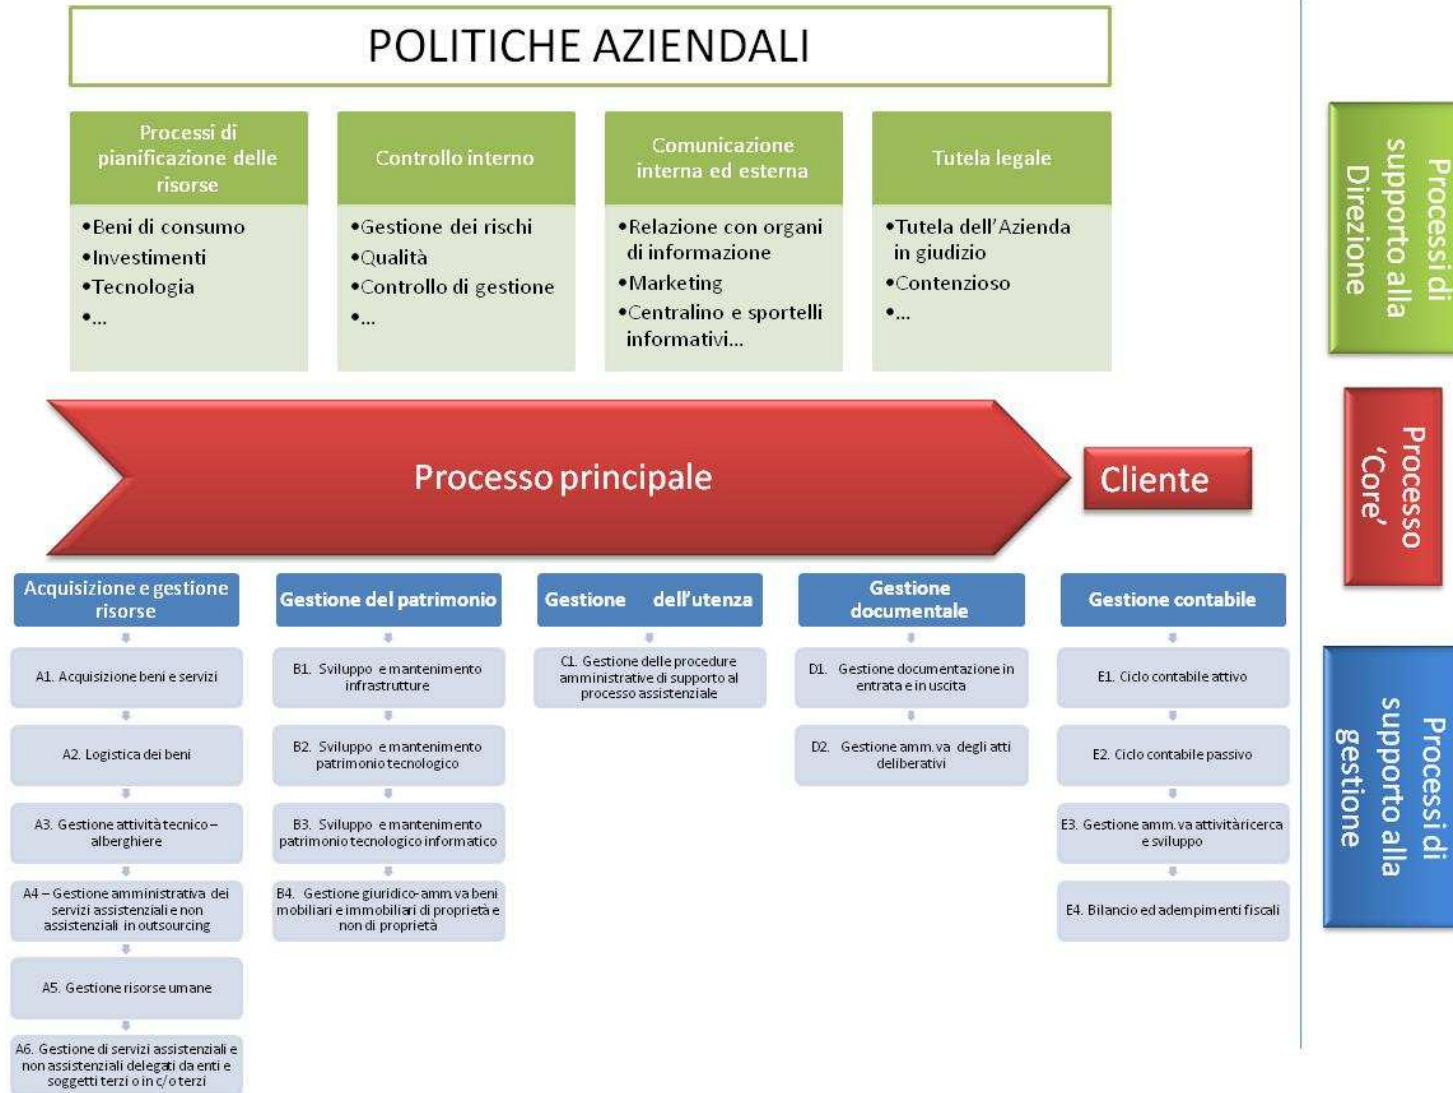 POLITICHE AZIENDALI
Processi di
pianificazione delle
risorse
•Beni di consumo
•Investimenti
•Tecnologia
•...
Controllo interno
•Gestione dei rischi
•Qualità
•Controllo di gestione
•...
Comunicazione
interna ed esterna
•Relazione con organi
di informazione
•Marketing
•Centralino e sportelli
informativi...
Tutela legale
•Tutela dell'Azienda
in giudizio
•Contenzioso
•...
Processi di
supporto alla
Direzione
Processo principale
Cliente
Processo
'Core'
Acquisizione e gestione
risorse
A1. Acquisizione beni e servizi
A2. Logistica dei beni
A3. Gestione attività tecnico –
alberghiere
A4 – Gestione amministrativa dei
servizi assistenziali e non
assistenziali in outsourcing
A5. Gestione risorse umane
A6. Gestione di servizi assistenziali e
non assistenziali delegati da enti e
soggetti terzi o in c/o terzi
Gestione del patrimonio
B1. Sviluppo e mantenimento
infrastrutture
B2. Sviluppo e mantenimento
patrimonio tecnologico
B3. Sviluppo e mantenimento
patrimonio tecnologico informatico
B4. Gestione giuridico-amm.va beni
mobiliari e immobiliari di proprietà e
non di proprietà
Gestione dell'utenza
C1. Gestione delle procedure
amministrative di supporto al
processo assistenziale
Gestione
documentale
D1. Gestione documentazione in
entrata e in uscita
D2. Gestione amm.va degli atti
deliberativi
Gestione contabile
E1. Ciclo contabile attivo
E2. Ciclo contabile passivo
E3. Gestione amm.va attività ricerca
e sviluppo
E4. Bilancio ed adempimenti fiscali
Processi di
supporto alla
gestione